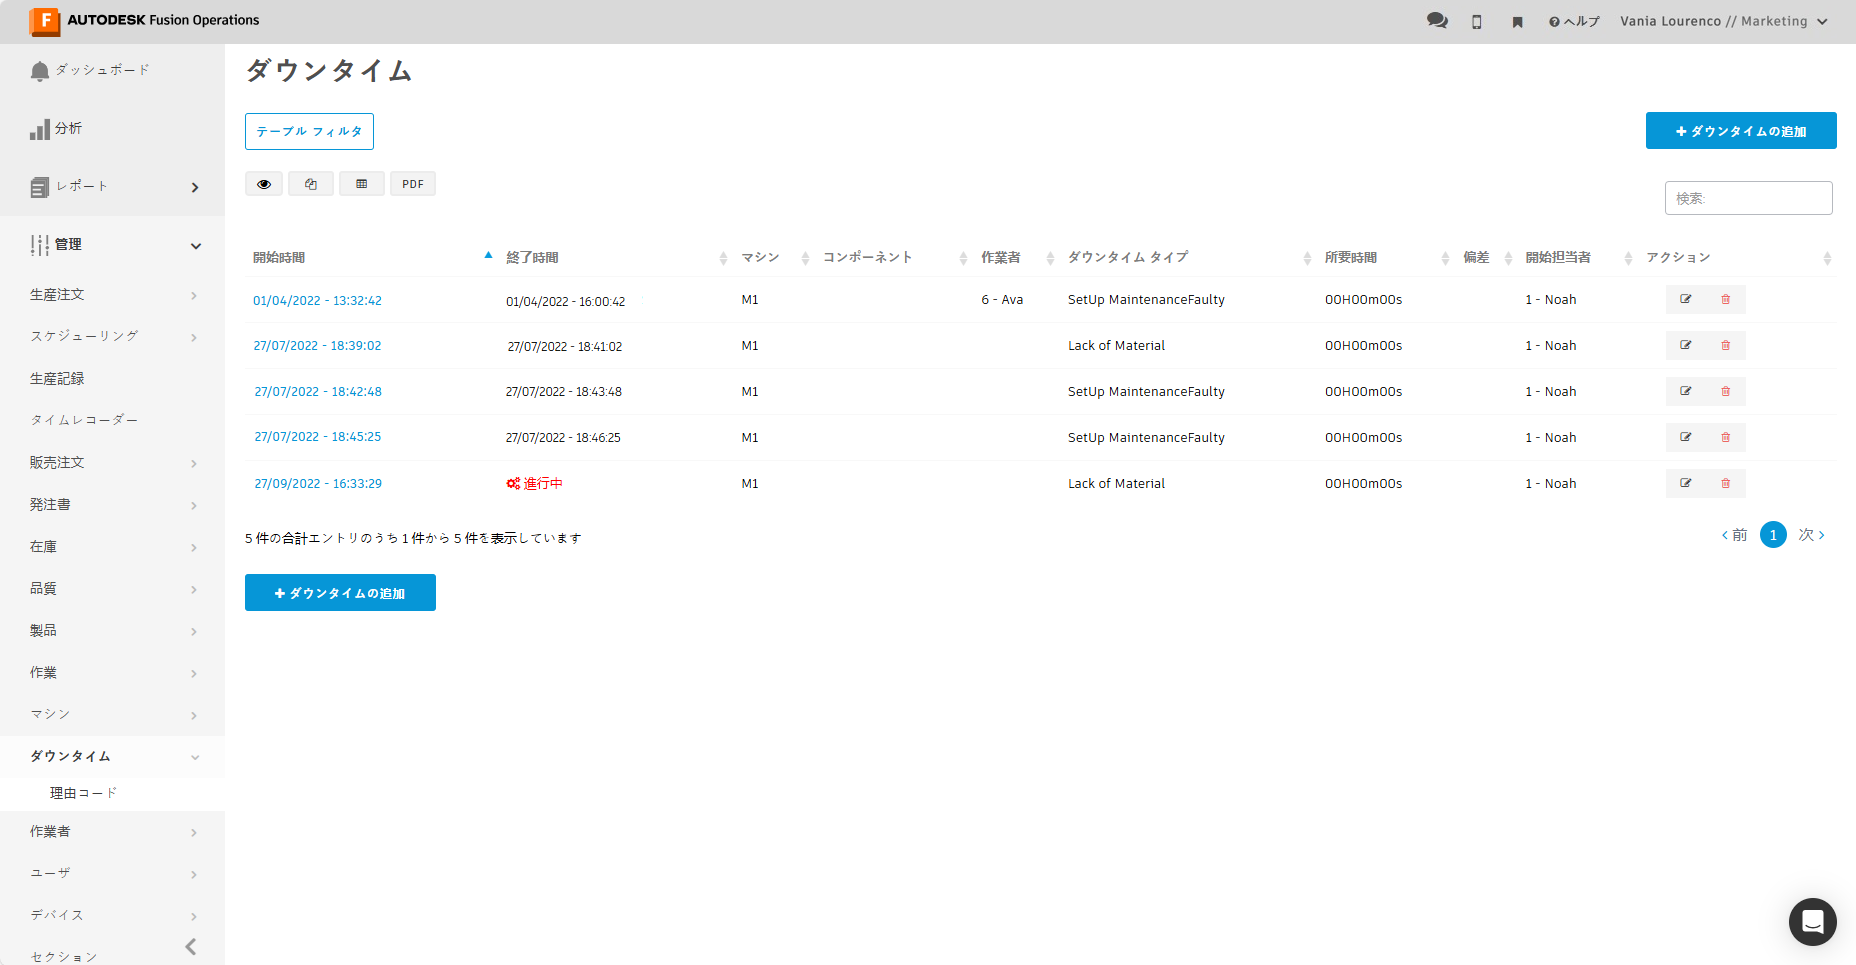 F AUTODESK Fusion Operations
ヘルプ
Vania Lourenco // Marketing
ダッシュボード
分析
レポート
管理
生産注文
スケジューリング
生産記録
タイムレコーダー
販売注文
発注書
在庫
品質
製品
作業
マシン
ダウンタイム
理由コード
作業者
ユーザ
デバイス
セクション
ダウンタイム
テーブル フィルタ
ダウンタイムの追加
PDF
検索:
開始時間 終了時間 マシン コンポーネント 作業者 ダウンタイム タイプ 所要時間 偏差 開始担当者 アクション
01/04/2022 - 13:32:42 01/04/2022 - 16:00:42 M1 6 - Ava SetUp MaintenanceFaulty 00H00m00s 1 - Noah
27/07/2022 - 18:39:02 27/07/2022 - 18:41:02 M1 Lack of Material 00H00m00s 1 - Noah
27/07/2022 - 18:42:48 27/07/2022 - 18:43:48 M1 SetUp MaintenanceFaulty 00H00m00s 1 - Noah
27/07/2022 - 18:45:25 27/07/2022 - 18:46:25 M1 SetUp MaintenanceFaulty 00H00m00s 1 - Noah
27/09/2022 - 16:33:29 進行中 M1 Lack of Material 00H00m00s 1 - Noah
5 件の合計エントリのうち 1 件から 5 件を表示しています
前 1 次
ダウンタイムの追加